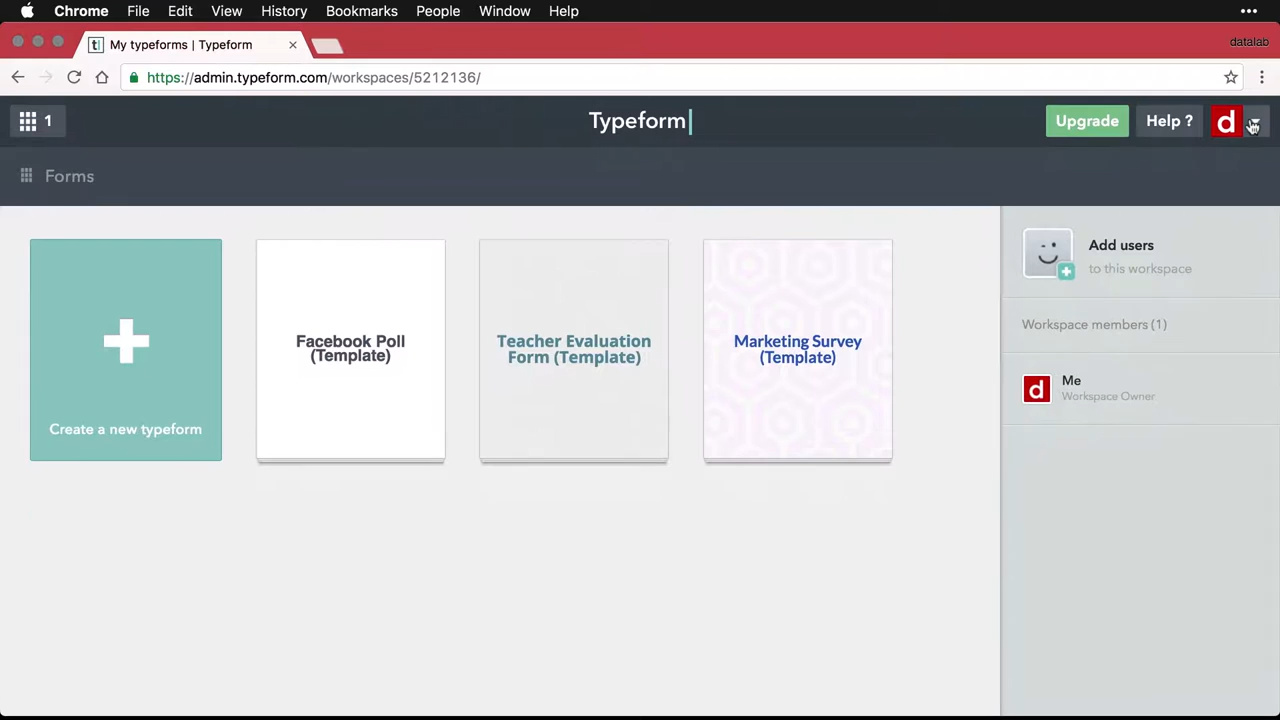 Chrome File Edit View History Bookmarks People Window Help
My typeforms | Typeform
datalab
https://admin.typeform.com/workspaces/5212136/
1
Typeform
Upgrade
Help ?
d
Forms
Create a new typeform
Facebook Poll
(Template)
Teacher Evaluation
Form (Template)
Marketing Survey
(Template)
Add users
to this workspace
Workspace members (1)
d
Me
Workspace Owner